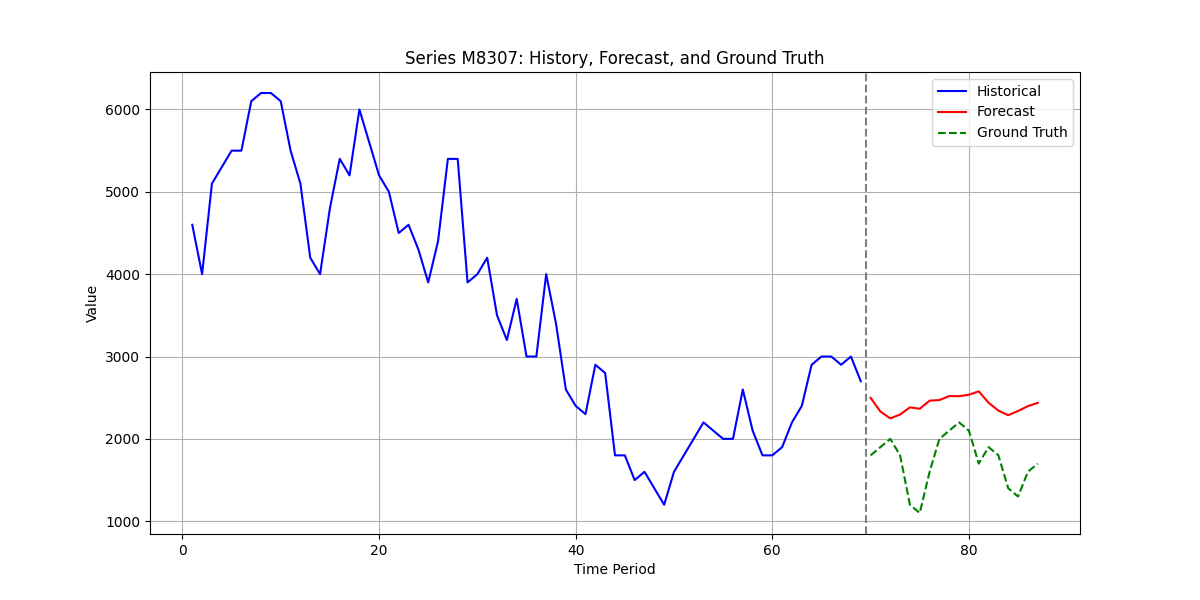 Series M8307: History, Forecast, and Ground Truth
Historical
Forecast
Ground Truth
6000
5000
4000
3000
2000
1000
Value
0 20 40 60 80
Time Period